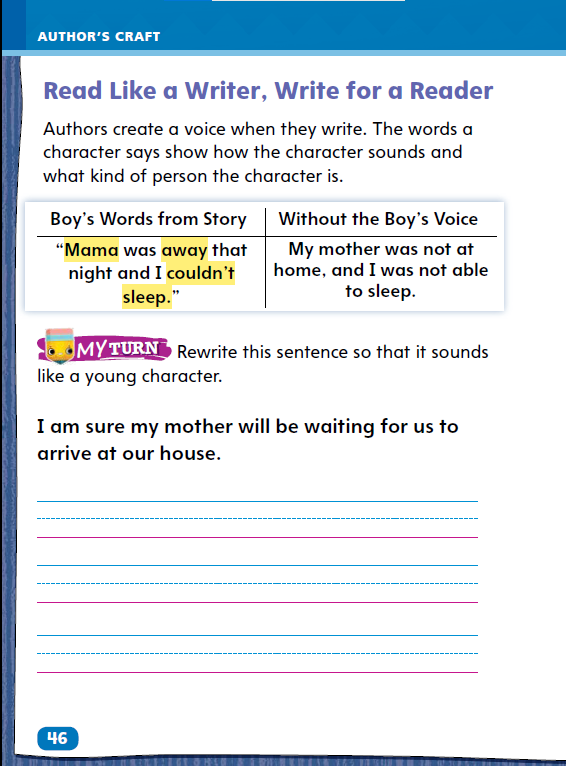 AUTHOR'S CRAFT
Read Like a Writer, Write for a Reader
Authors create a voice when they write. The words a
character says show how the character sounds and
what kind of person the character is.
Boy's Words from Story
“Mama was away that
night and I couldn't
sleep.”
Without the Boy's Voice
My mother was not at
home, and I was not able
to sleep.
MY TURN Rewrite this sentence so that it sounds
like a young character.
I am sure my mother will be waiting for us to
arrive at our house.
46